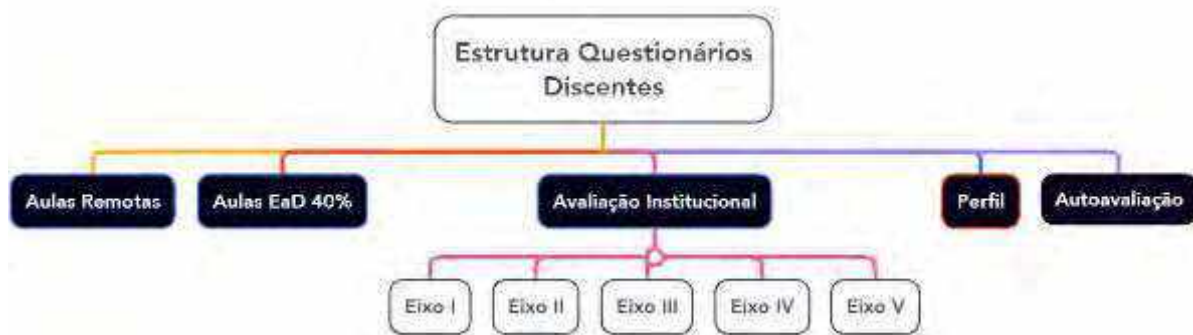 Estrutura Questionários
Discentes
Aulas Remotas
Aulas EaD 40%
Avaliação Institucional
Perfil
Autoavaliação
Eixo I
Eixo II
Eixo III
Eixo IV
Eixo V